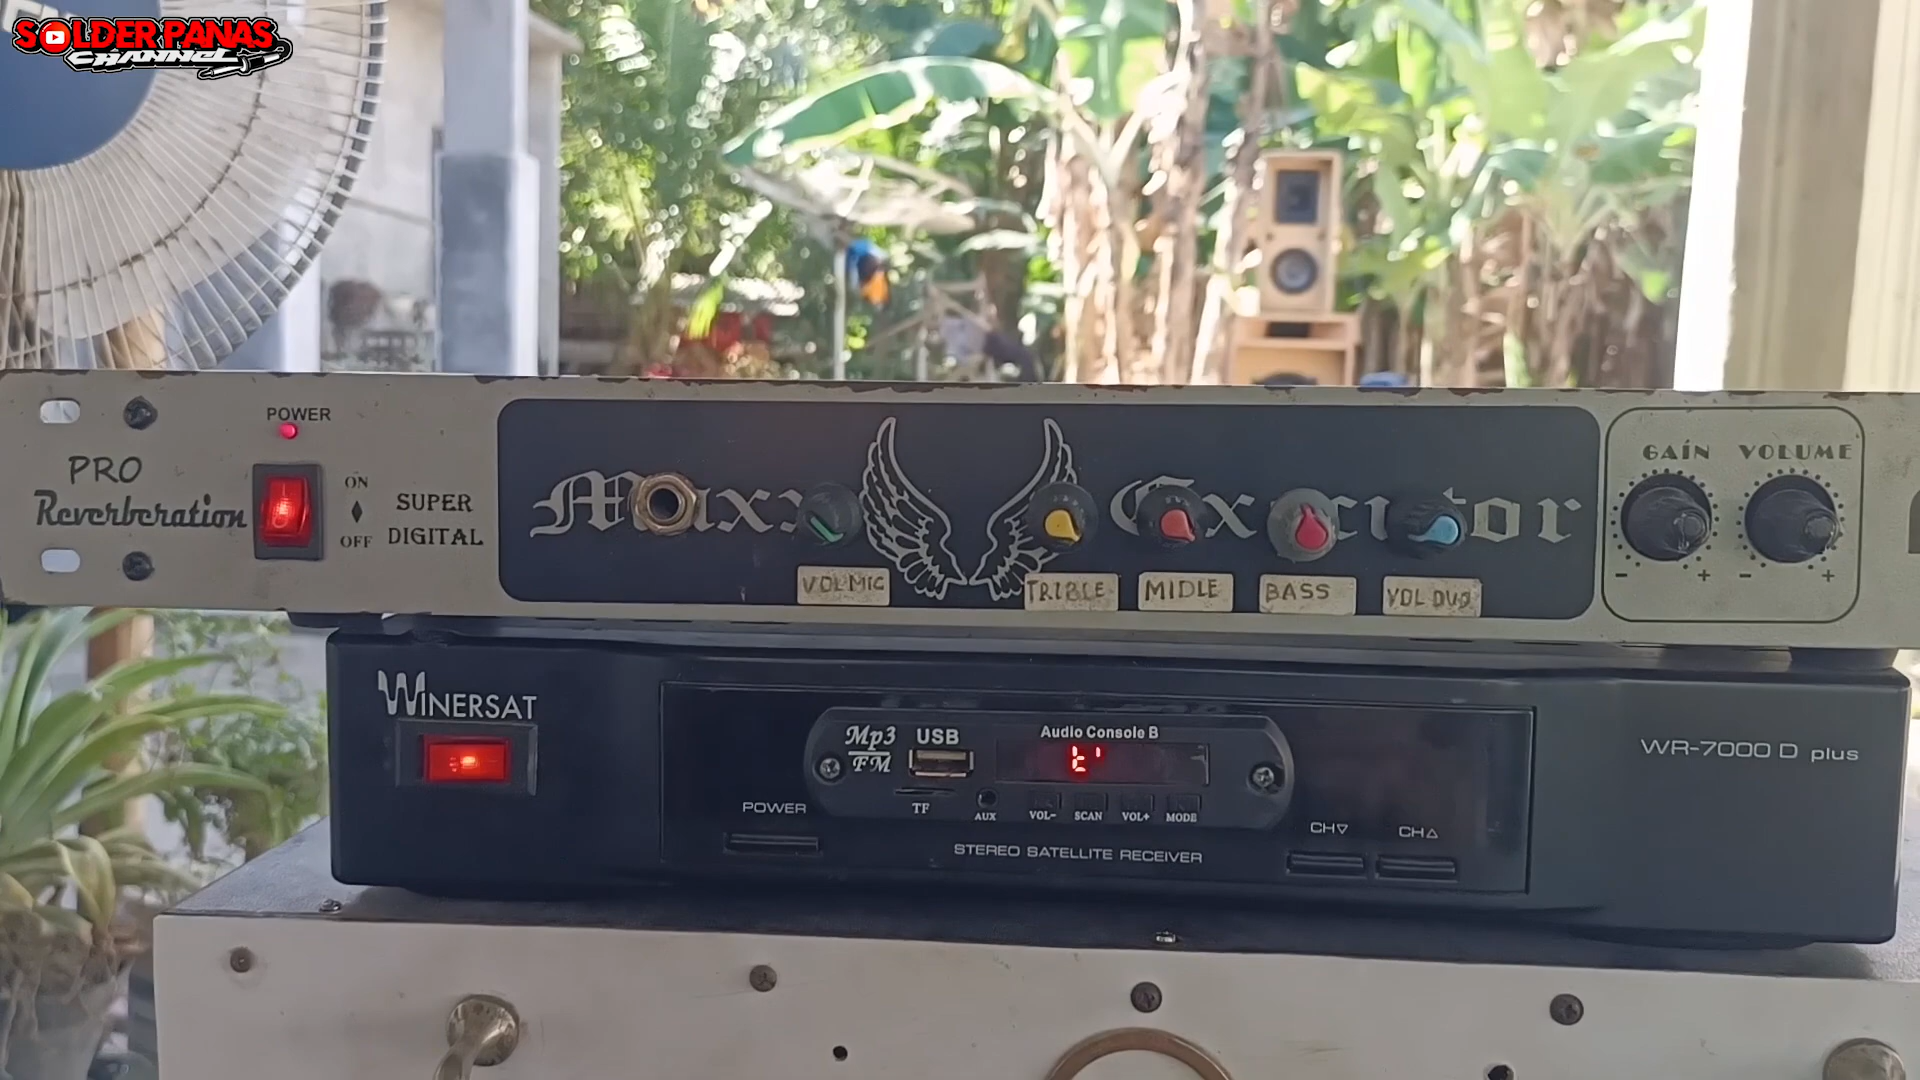 SOLDER PANAS
CHANNEL
POWER
PRO
Reverberation
ON
OFF
SUPER
DIGITAL
Maxx Executor
VOL MIC
TRIBLE
MIDLE
BASS
VOL DVD
GAIN
VOLUME
- +
- +
WINERSAT
Mp3
FM
USB
Audio Console B
TF
AUX
VOL-
SCAN
VOL+
MODE
POWER
STEREO SATELLITE RECEIVER
CH▽
CH△
WR-7000 D plus